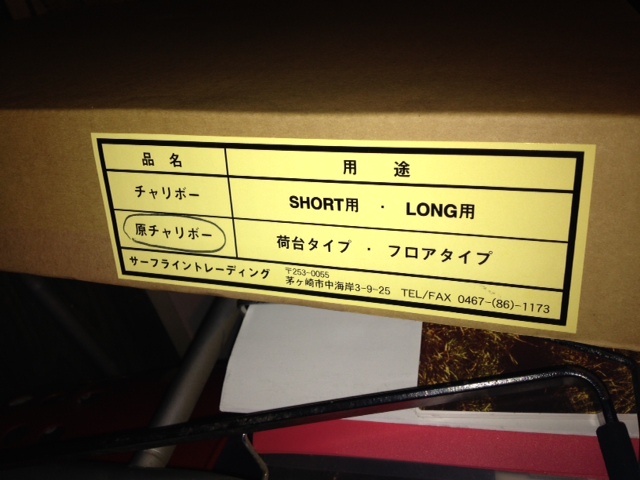 品名 用途
チャリボー SHORT用 ・ LONG用
原チャリボー 荷台タイプ ・ フロアタイプ
サーフライントレーディング 〒253-0055
茅ヶ崎市中海岸3-9-25 TEL/FAX 0467-(86)-1173